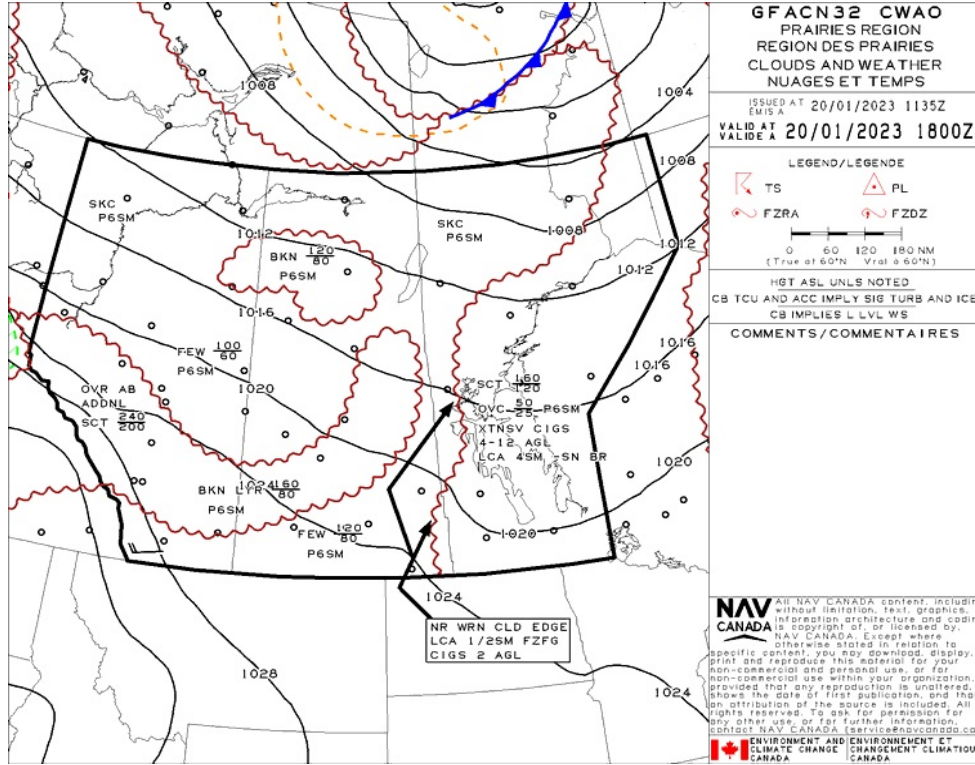 GFACN32 CWAO
PRAIRIES REGION
REGION DES PRAIRIES
CLOUDS AND WEATHER
NUAGES ET TEMPS
ISSUED AT
EMIS A
20/01/2023 1135Z
VALID AT
VALIDE A
20/01/2023 1800Z
LEGEND/LÉGENDE
TS
PL
FZRA
FZDZ
0 60 120 180 NM
(True at 60°N Vrai à 60°N)
HGT ASL UNLS NOTED
CB TCU AND ACC IMPLY SIG TURB AND ICE
CB IMPLIES L LVL WS
COMMENTS/COMMENTAIRES
1008
1004
1008
SKC
P6SM
SKC
P6SM
1008
1012
1012
1012
BKN 120/80
P6SM
1016
1016
FEW 100/60
P6SM
1020
OVR AB
ADDNL
SCT 240/200
SCT 160/120
OVC 50/25 P6SM
XTNSV CIGS
4-12 AGL
LCA 4SM -SN BR
1020
BKN LYR 160/80
P6SM
1024
FEW 120/80
P6SM
1020
1024
NR WRN CLD EDGE
LCA 1/2SM FZFG
CIGS 2 AGL
1028
1024
NAV
CANADA
All NAV CANADA content, includin
without limitation, text, graphics,
information architecture and codin
is copyright of, or licensed by,
NAV CANADA. Except where
otherwise stated in relation to
specific content, you may download, display,
print and reproduce this material for your
non-commercial and personal use, or for
non-commercial use within your organization,
provided that any reproduction is unaltered,
shows the date of first publication, and tha
an attribution of the source is included. All
rights reserved. To ask for permission for
any other use, or for further information,
contact NAV CANADA (service@navcanada.ca
ENVIRONMENT AND
CLIMATE CHANGE
CANADA
ENVIRONNEMENT ET
CHANGEMENT CLIMATIQU
CANADA